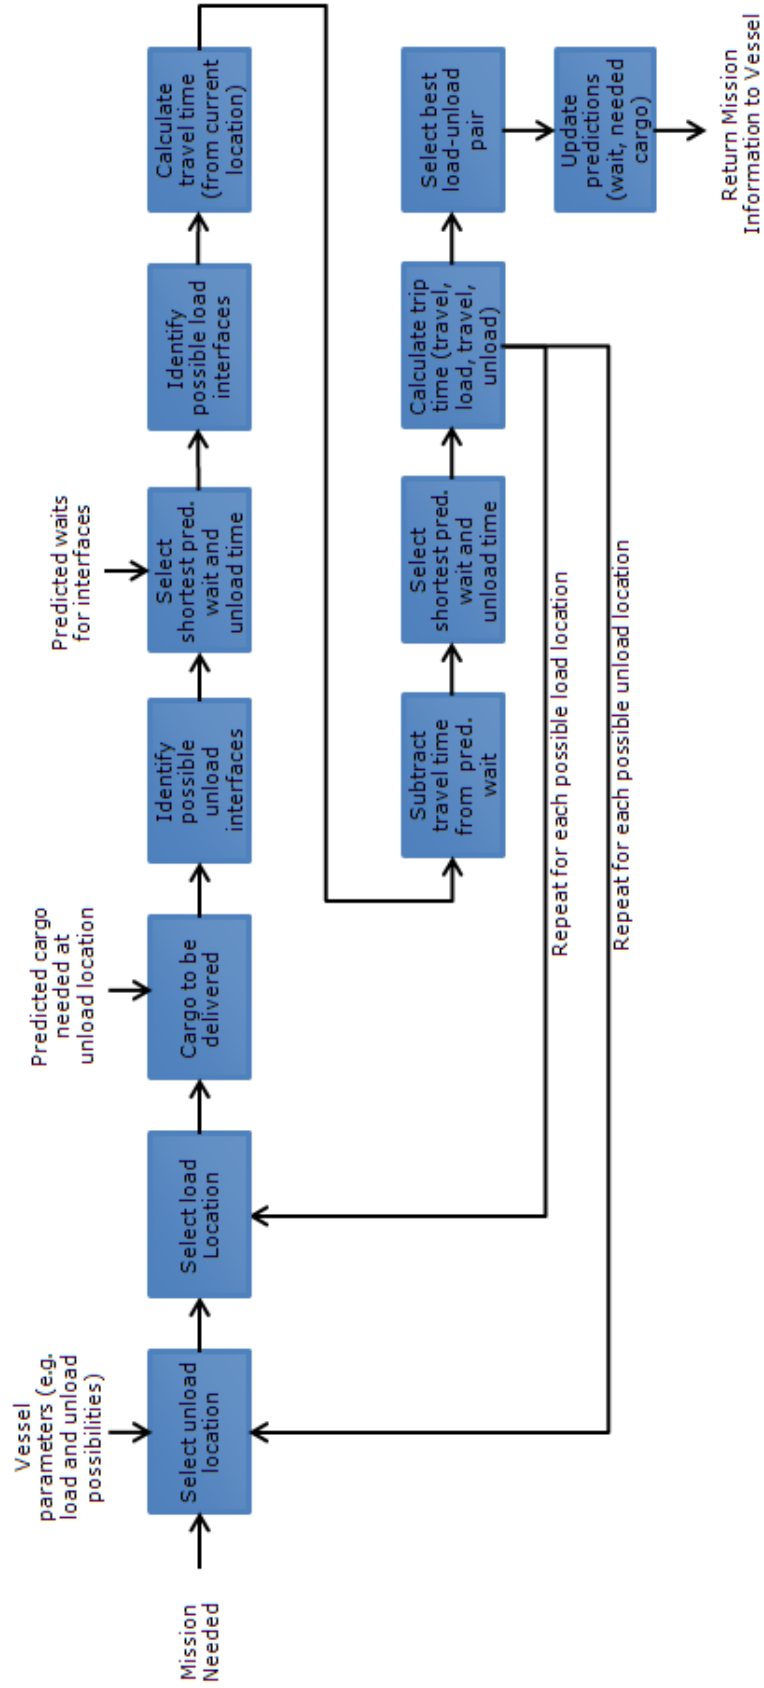 Mission
Needed
Vessel
parameters (e.g.
load and unload
possibilities)
Select unload
location
Select load
Location
Predicted cargo
needed at
unload location
Cargo to be
delivered
Identify
possible
unload
interfaces
Predicted waits
for interfaces
Select
shortest pred.
wait and
unload time
Identify
possible load
interfaces
Calculate
travel time
(from current
location)
Subtract
travel time
from  pred.
wait
Select
shortest pred.
wait and
unload time
Calculate trip
time (travel,
load, travel,
unload)
Select best
load-unload
pair
Update
predictions
(wait, needed
cargo)
Return Mission
Information to Vessel
Repeat for each possible load location
Repeat for each possible unload location